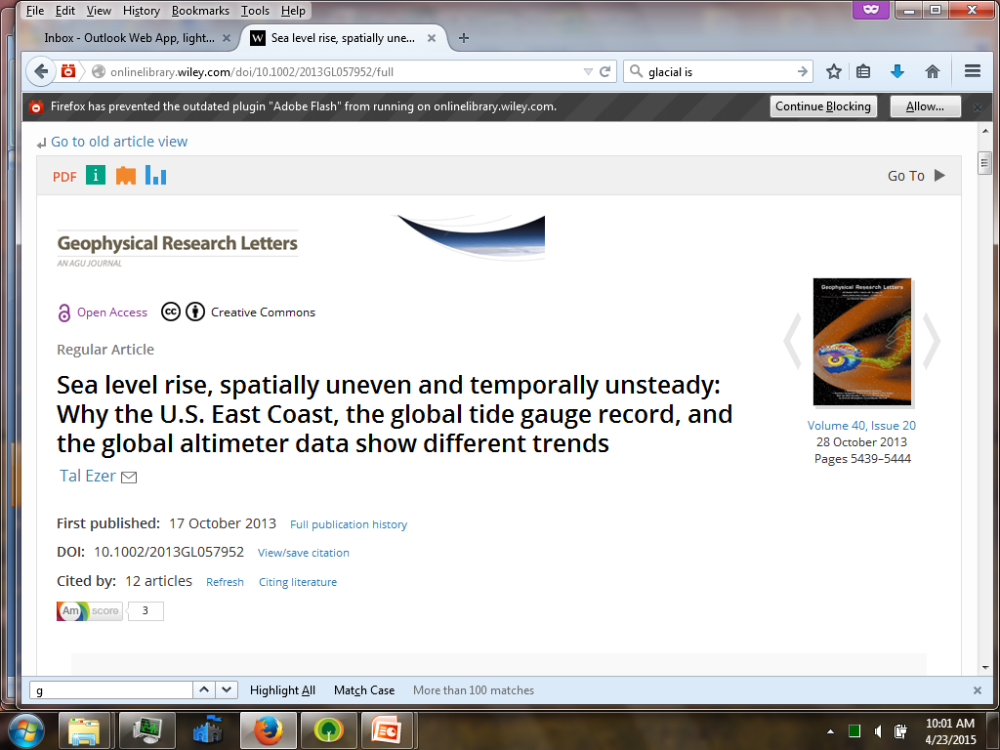 File Edit View History Bookmarks Tools Help
Inbox - Outlook Web App, light...
W Sea level rise, spatially une...
onlinelibrary.wiley.com/doi/10.1002/2013GL057952/full
glacial is
Firefox has prevented the outdated plugin "Adobe Flash" from running on onlinelibrary.wiley.com.
Continue Blocking
Allow...
Go to old article view
PDF i
Go To
Geophysical Research Letters
AN AGU JOURNAL
Open Access cc Creative Commons
Geophysical Research Letters
Regular Article
Sea level rise, spatially uneven and temporally unsteady:
Why the U.S. East Coast, the global tide gauge record, and
the global altimeter data show different trends
Volume 40, Issue 20
28 October 2013
Pages 5439–5444
Tal Ezer
First published: 17 October 2013 Full publication history
DOI: 10.1002/2013GL057952 View/save citation
Cited by: 12 articles Refresh Citing literature
Am score 3
g Highlight All Match Case More than 100 matches
10:01 AM
4/23/2015